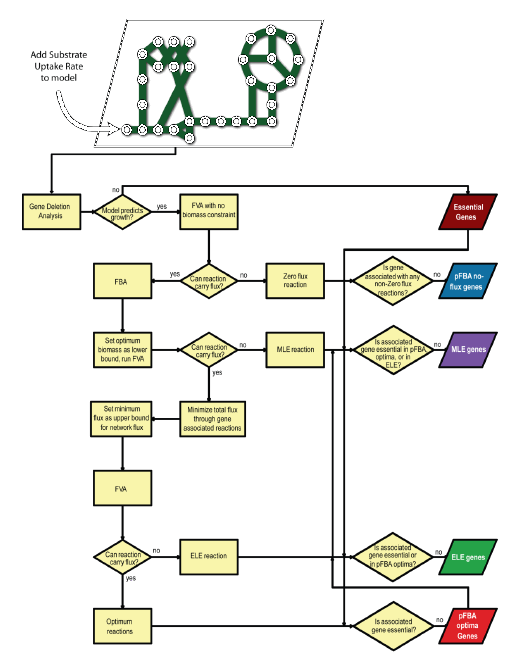 Add Substrate
Uptake Rate
to model
no
Gene Deletion
Analysis
Model predicts
growth?
yes
FVA with no
biomass constraint
Essential
Genes
FBA
yes
Can reaction
carry flux?
no
Zero flux
reaction
Is gene
associated with any
non-Zero flux
reactions?
no
pFBA no-
flux genes
Set optimum
biomass as lower
bound, run FVA
Can reaction
carry flux?
no
MLE reaction
Is associated
gene essential in pFBA,
optima, or in
ELE?
no
MLE genes
yes
Set minimum
flux as upper bound
for network flux
Minimize total flux
through gene
associated reactions
FVA
Can reaction
carry flux?
no
ELE reaction
Is associated
gene essential or
in pFBA optima?
no
ELE genes
yes
Optimum
reactions
Is associated
gene essential?
no
pFBA
optima
Genes